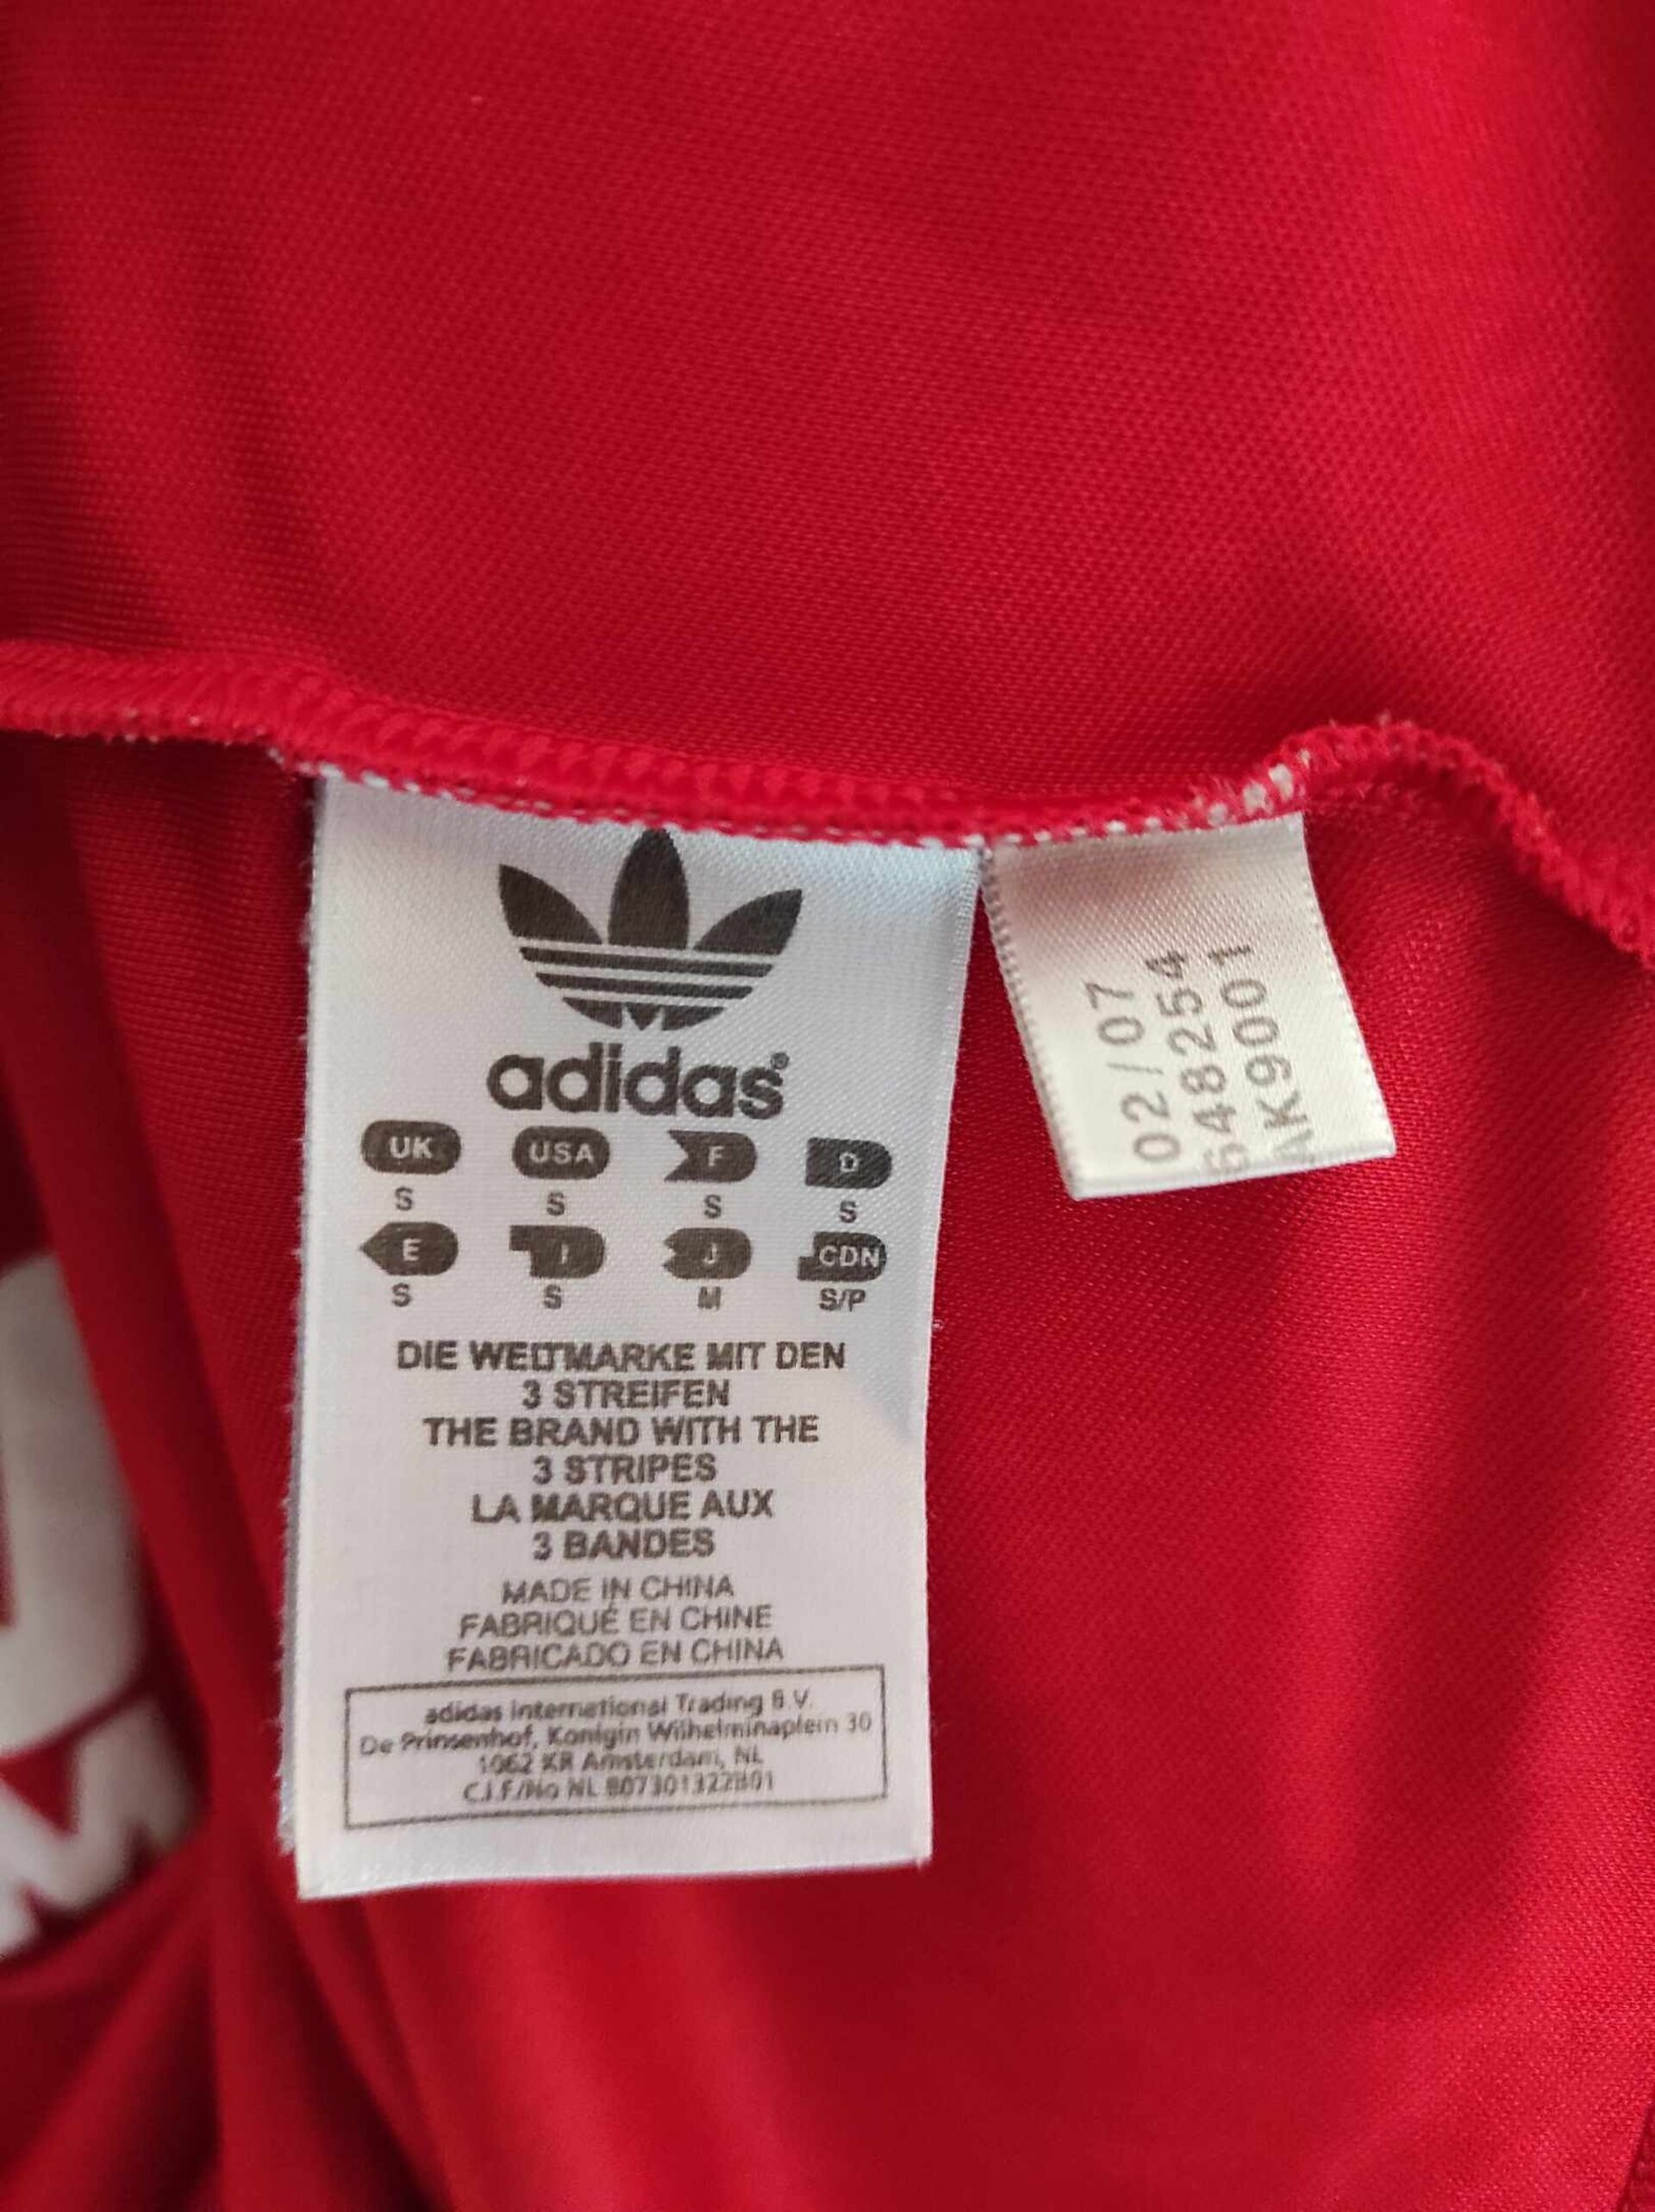 adidas®
UK USA F D
S S S S
E I J CDN
S S M S/P
DIE WELTMARKE MIT DEN
3 STREIFEN
THE BRAND WITH THE
3 STRIPES
LA MARQUE AUX
3 BANDES
MADE IN CHINA
FABRIQUÉ EN CHINE
FABRICADO EN CHINA
adidas International Trading B.V.
De Prinsenhof, Konigin Wilhelminaplein 30
1062 KR Amsterdam, NL
C.I.F./No NL 807301322B01
02/07
648254
AK9001